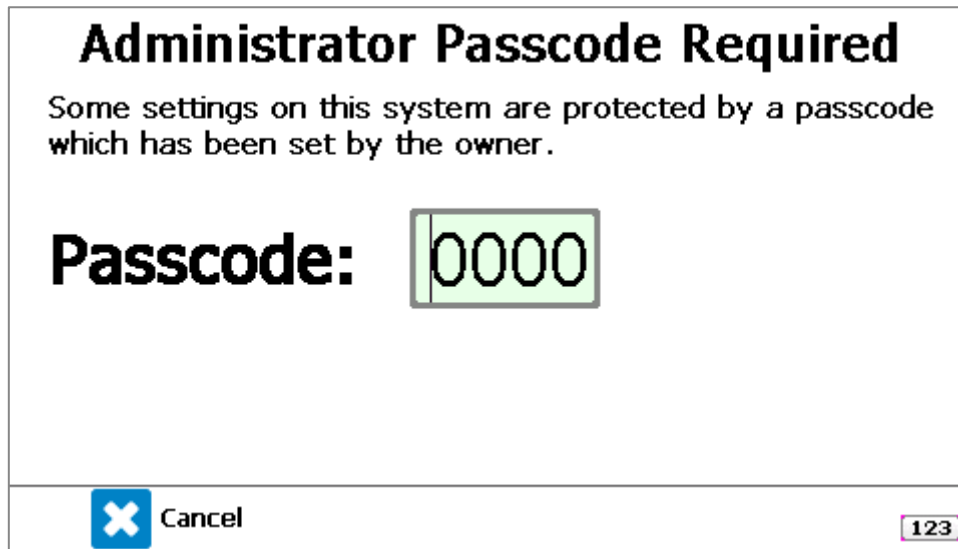 Administrator Passcode Required
Some settings on this system are protected by a passcode
which has been set by the owner.
Passcode: 0000
Cancel
123